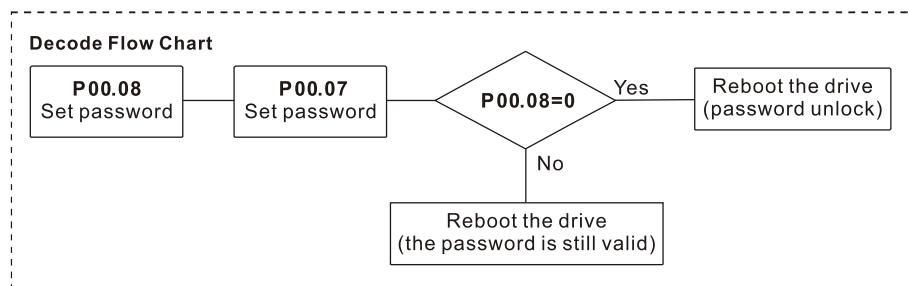 Decode Flow Chart
P00.08
Set password
P00.07
Set password
P00.08=0
Yes
Reboot the drive
(password unlock)
No
Reboot the drive
(the password is still valid)